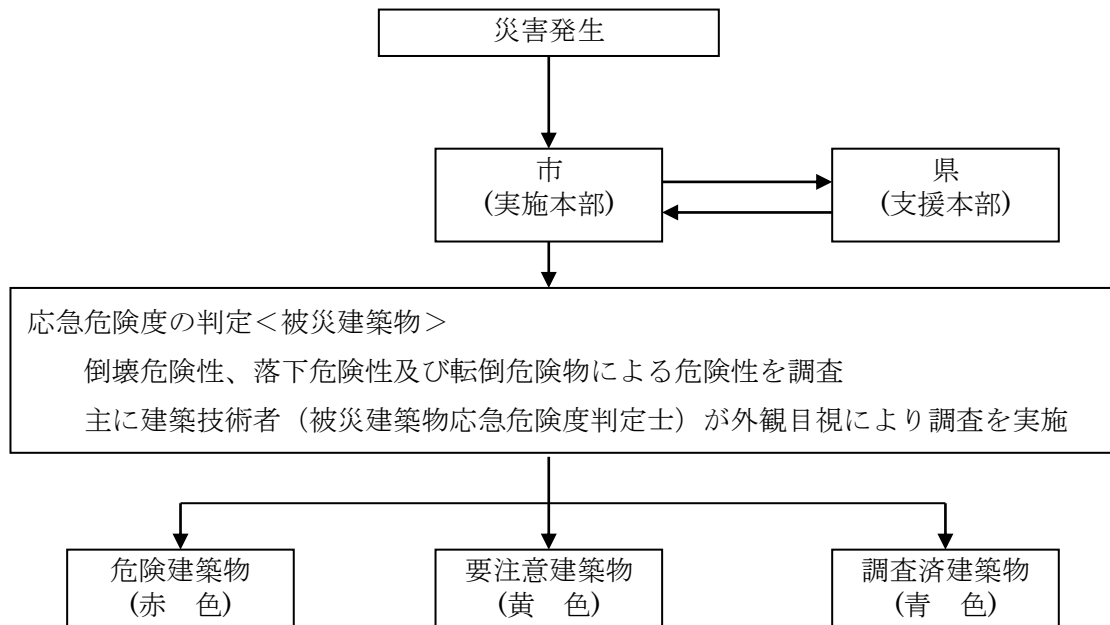 災害発生
市
(実施本部)
県
(支援本部)
応急危険度の判定＜被災建築物＞
倒壊危険性、落下危険性及び転倒危険物による危険性を調査
主に建築技術者（被災建築物応急危険度判定士）が外観目視により調査を実施
危険建築物
(赤　色)
要注意建築物
(黄　色)
調査済建築物
(青　色)